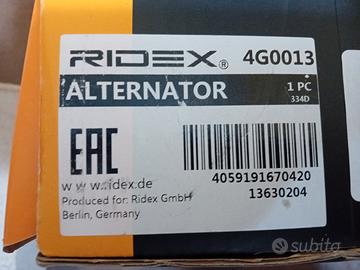 RIDEX® 4G0013
ALTERNATOR 1 PC
334D
EAC
4059191670420
www.ridex.de 13630204
Produced for: Ridex GmbH
Berlin, Germany
subito